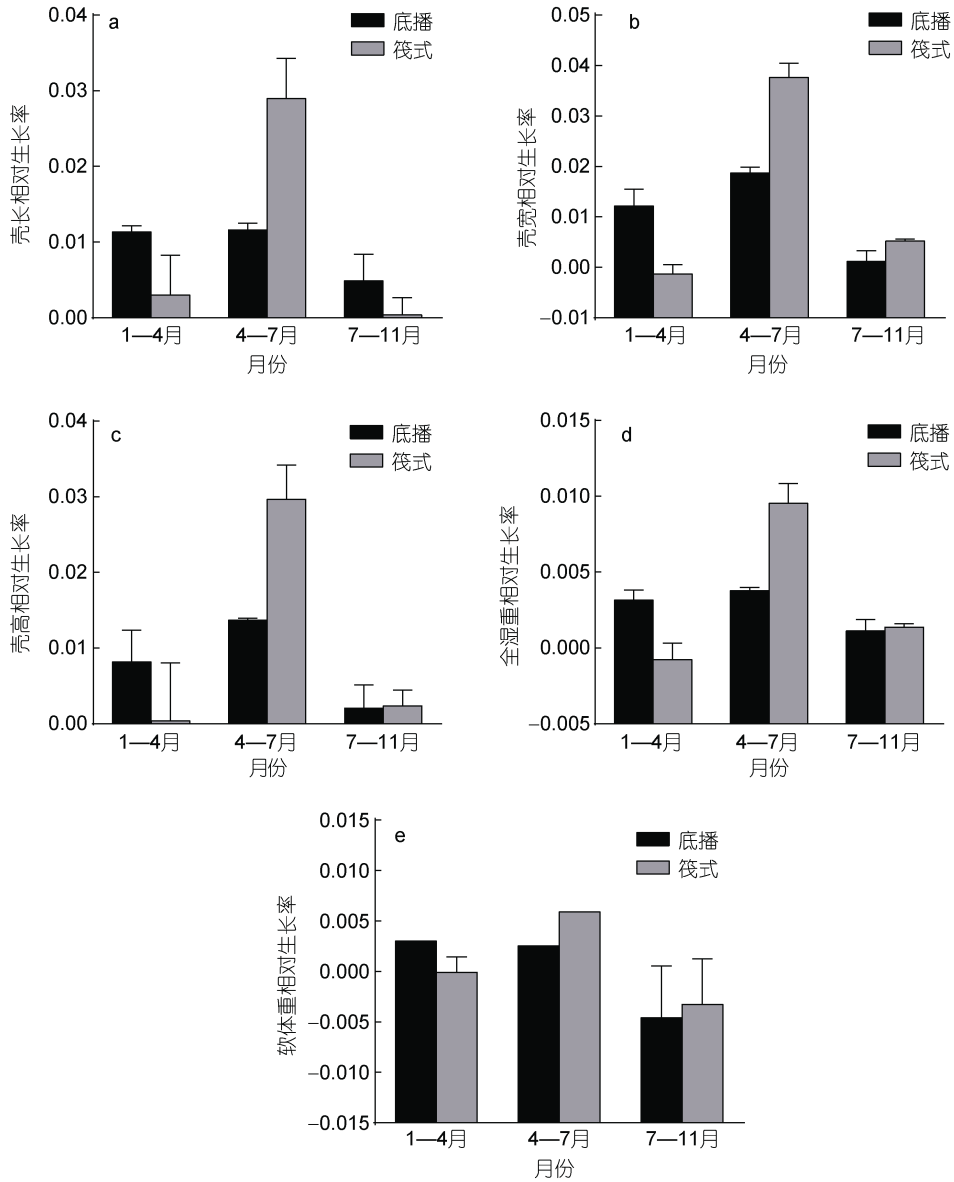 a
底播
筏式
壳长相对生长率
0.04
0.03
0.02
0.01
0.00
1—4月
4—7月
7—11月
月份
b
底播
筏式
壳宽相对生长率
0.05
0.04
0.03
0.02
0.01
0.00
−0.01
1—4月
4—7月
7—11月
月份
c
底播
筏式
壳高相对生长率
0.04
0.03
0.02
0.01
0.00
1—4月
4—7月
7—11月
月份
d
底播
筏式
全湿重相对生长率
0.015
0.010
0.005
0.000
−0.005
1—4月
4—7月
7—11月
月份
e
底播
筏式
软体重相对生长率
0.015
0.010
0.005
0.000
−0.005
−0.010
−0.015
1—4月
4—7月
7—11月
月份